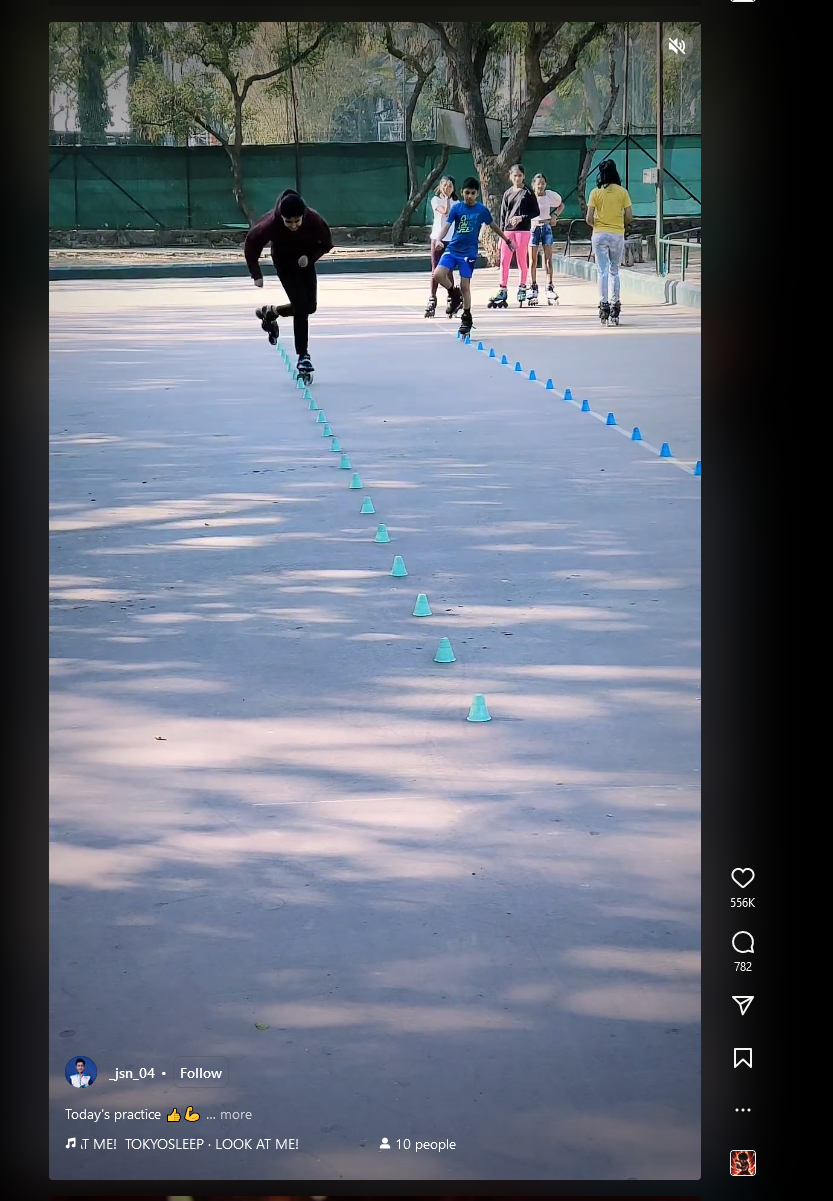 556K
782
_jsn_04 • Follow
Today's practice 👍💪 ... more
T ME! TOKYOSLEEP · LOOK AT ME!
10 people